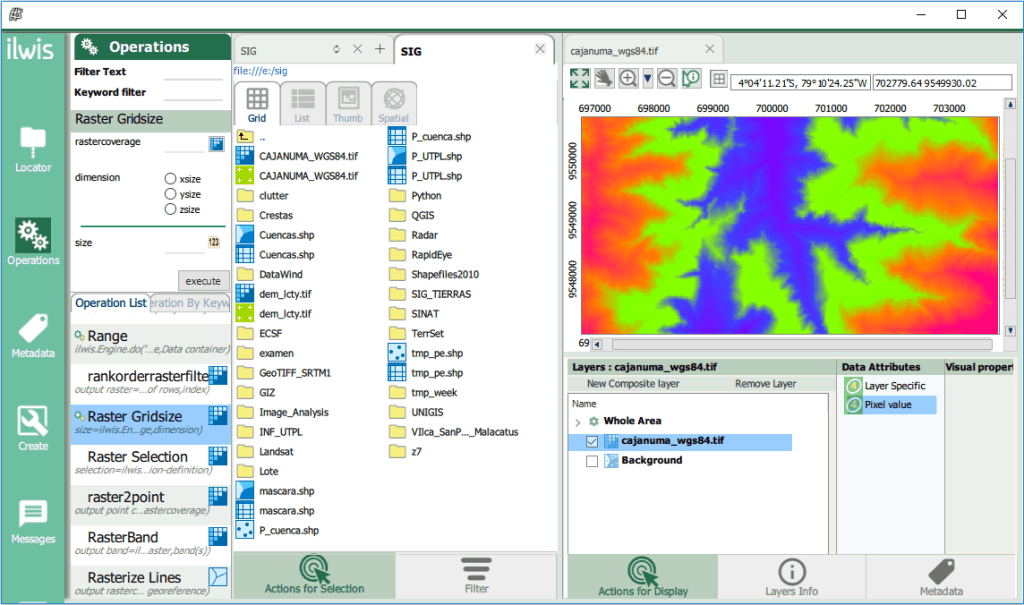 ilwis
Locator
Operations
Metadata
Create
Messages
Operations
Filter Text
Keyword filter
Raster Gridsize
rastercoverage
dimension
xsize
ysize
zsize
size
123
execute
Operation List
eration By Keyw
Range
ilwis.Engine.do('...e,Data container)
rankorderrasterfilte
output raster=...of rows,index)
Raster Gridsize
size=ilwis.En...ge,dimension)
Raster Selection
selection=ilwis...ion-definition)
raster2point
output point c...astercoverage)
RasterBand
output band=il...aster,band(s))
Rasterize Lines
output rasterc... georeference)
SIG
SIG
file:///e:/sig
Grid
List
Thumb
Spatial
..
CAJANUMA_WGS84.tif
CAJANUMA_WGS84.tif
clutter
Crestas
Cuencas.shp
Cuencas.shp
DataWind
dem_lcty.tif
dem_lcty.tif
ECSF
examen
GeoTIFF_SRTM1
GIZ
Image_Analysis
INF_UTPL
Landsat
Lote
mascara.shp
mascara.shp
P_cuenca.shp
P_cuenca.shp
P_UTPL.shp
P_UTPL.shp
Python
QGIS
Radar
RapidEye
Shapefiles2010
SIG_TIERRAS
SINAT
TerrSet
tmp_pe.shp
tmp_pe.shp
tmp_week
UNIGIS
VIIca_SanP..._Malacatus
z7
Actions for Selection
Filter
cajanuma_wgs84.tif
4°04'11.21"S, 79°10'24.25"W
702779.64 9549930.02
697000 698000 699000 700000 701000 702000 703000
9550000
9549000
9548000
69
Layers : cajanuma_wgs84.tif
New Composite layer
Remove Layer
Name
Whole Area
cajanuma_wgs84.tif
Background
Data Attributes
Layer Specific
Pixel value
Visual propert
Actions for Display
Layers Info
Metadata